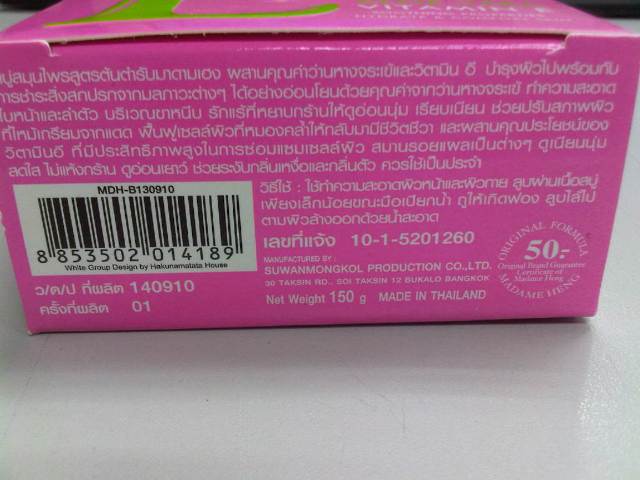 VITAMIN E
สบู่สมุนไพรสูตรต้นตำรับมาดามเฮง ผสานคุณค่าว่านหางจระเข้และวิตามิน อี บำรุงผิวไปพร้อมกับ
การชำระสิ่งสกปรกจากมลภาวะต่างๆ ได้อย่างอ่อนโยนด้วยคุณค่าจากว่านหางจระเข้ ทำความสะอาด
ใบหน้าและลำตัว บริเวณขาหนีบ รักแร้ที่หยาบกร้านให้ดูอ่อนนุ่ม เรียบเนียน ช่วยปรับสภาพผิว
ที่ไหม้เกรียมจากแดด ฟื้นฟูเซลล์ผิวที่หมองคล้ำให้กลับมามีชีวิตชีวา และผสานคุณประโยชน์ของ
วิตามินอี ที่มีประสิทธิภาพสูงในการซ่อมแซมเซลล์ผิว สมานรอยแผลเป็นต่างๆ ดูเนียนนุ่ม
สดใส ไม่แห้งกร้าน ดูอ่อนเยาว์ ช่วยระงับกลิ่นเหงื่อและกลิ่นตัว ควรใช้เป็นประจำ
MDH-B130910
8 853502 014189
White Group Design by Hakunamatata House
ว/ด/ป ที่ผลิต 140910
ครั้งที่ผลิต 01
วิธีใช้ : ใช้ทำความสะอาดผิวหน้าและผิวกาย ลูบผ่านเนื้อสบู่
เพียงเล็กน้อยขณะมือเปียกน้ำ ถูให้เกิดฟอง ลูบไล้ไป
ตามผิวล้างออกด้วยน้ำสะอาด
เลขที่แจ้ง 10-1-5201260
MANUFACTURED BY :
SUWANMONGKOL PRODUCTION CO.,LTD.
30 TAKSIN RD., SOI TAKSIN 12 BUKALO BANGKOK
Net Weight 150 g MADE IN THAILAND
ORIGINAL FORMULA
50.-
Original Brand Guarantee
Certificate of
Madame Heng
MADAME HENG